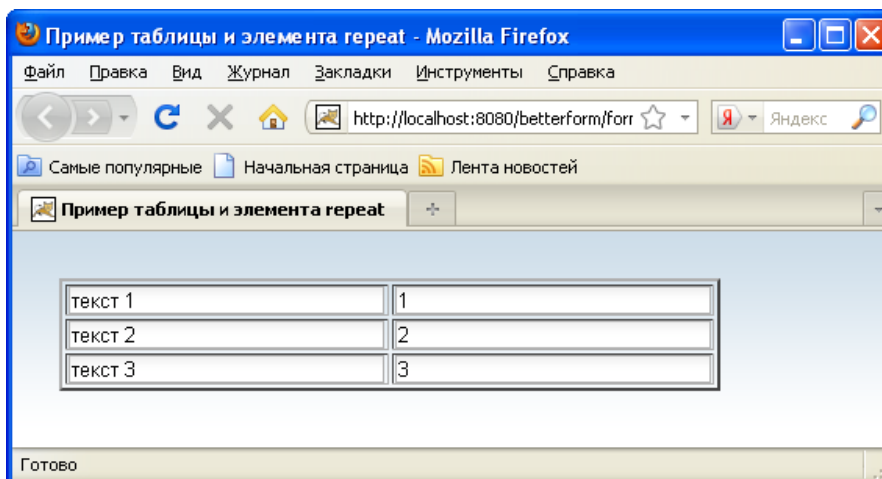 Пример таблицы и элемента repeat - Mozilla Firefox
Файл Правка Вид Журнал Закладки Инструменты Справка
http://localhost:8080/betterform/forr Я Яндекс
Самые популярные Начальная страница Лента новостей
Пример таблицы и элемента repeat
текст 1 1
текст 2 2
текст 3 3
Готово